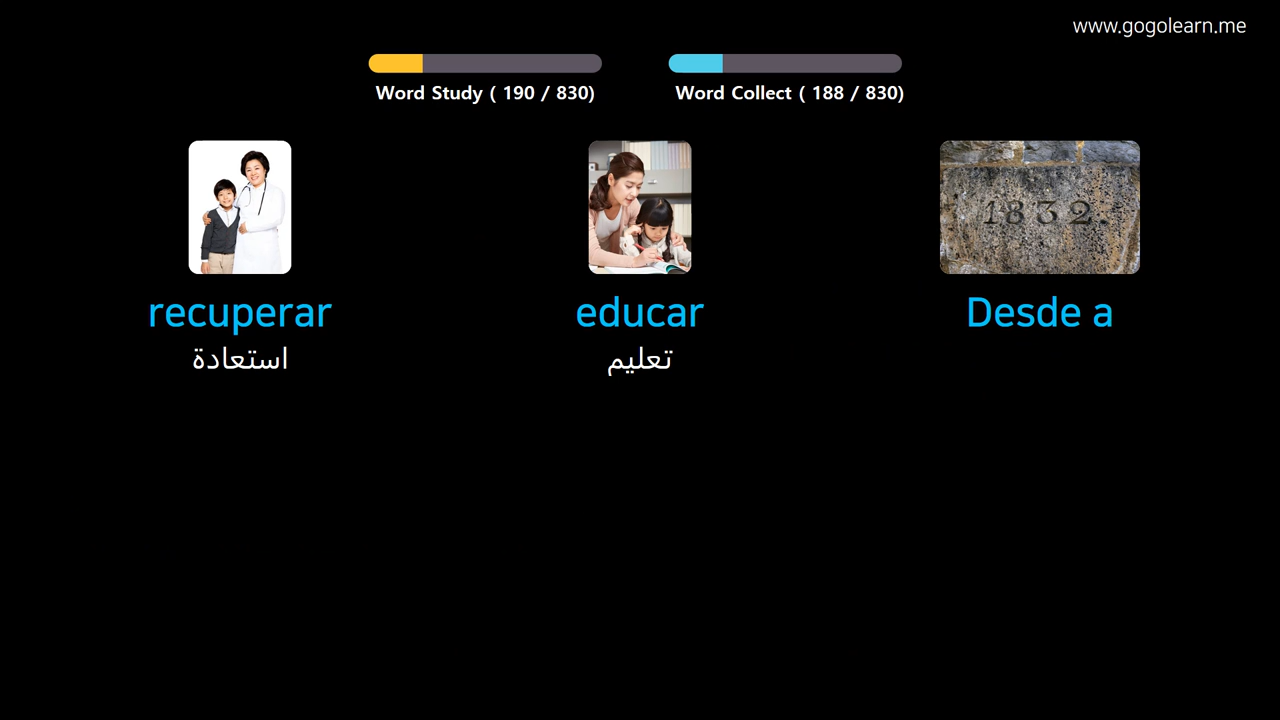 www.gogolearn.me
Word Study ( 190 / 830)
Word Collect ( 188 / 830)
1832.
recuperar
educar
Desde a
استعادة
تعليم